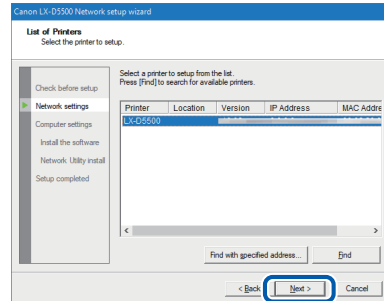 Canon LX-D5500 Network setup wizard
List of Printers
Select the printer to setup.
Check before setup
Network settings
Computer settings
Install the software
Network Utility install
Setup completed
Select a printer to setup from the list.
Press [Find] to search for available printers.
Printer Location Version IP Address MAC Addre
LX-D5500
Find with specified address... Find
< Back Next > Cancel